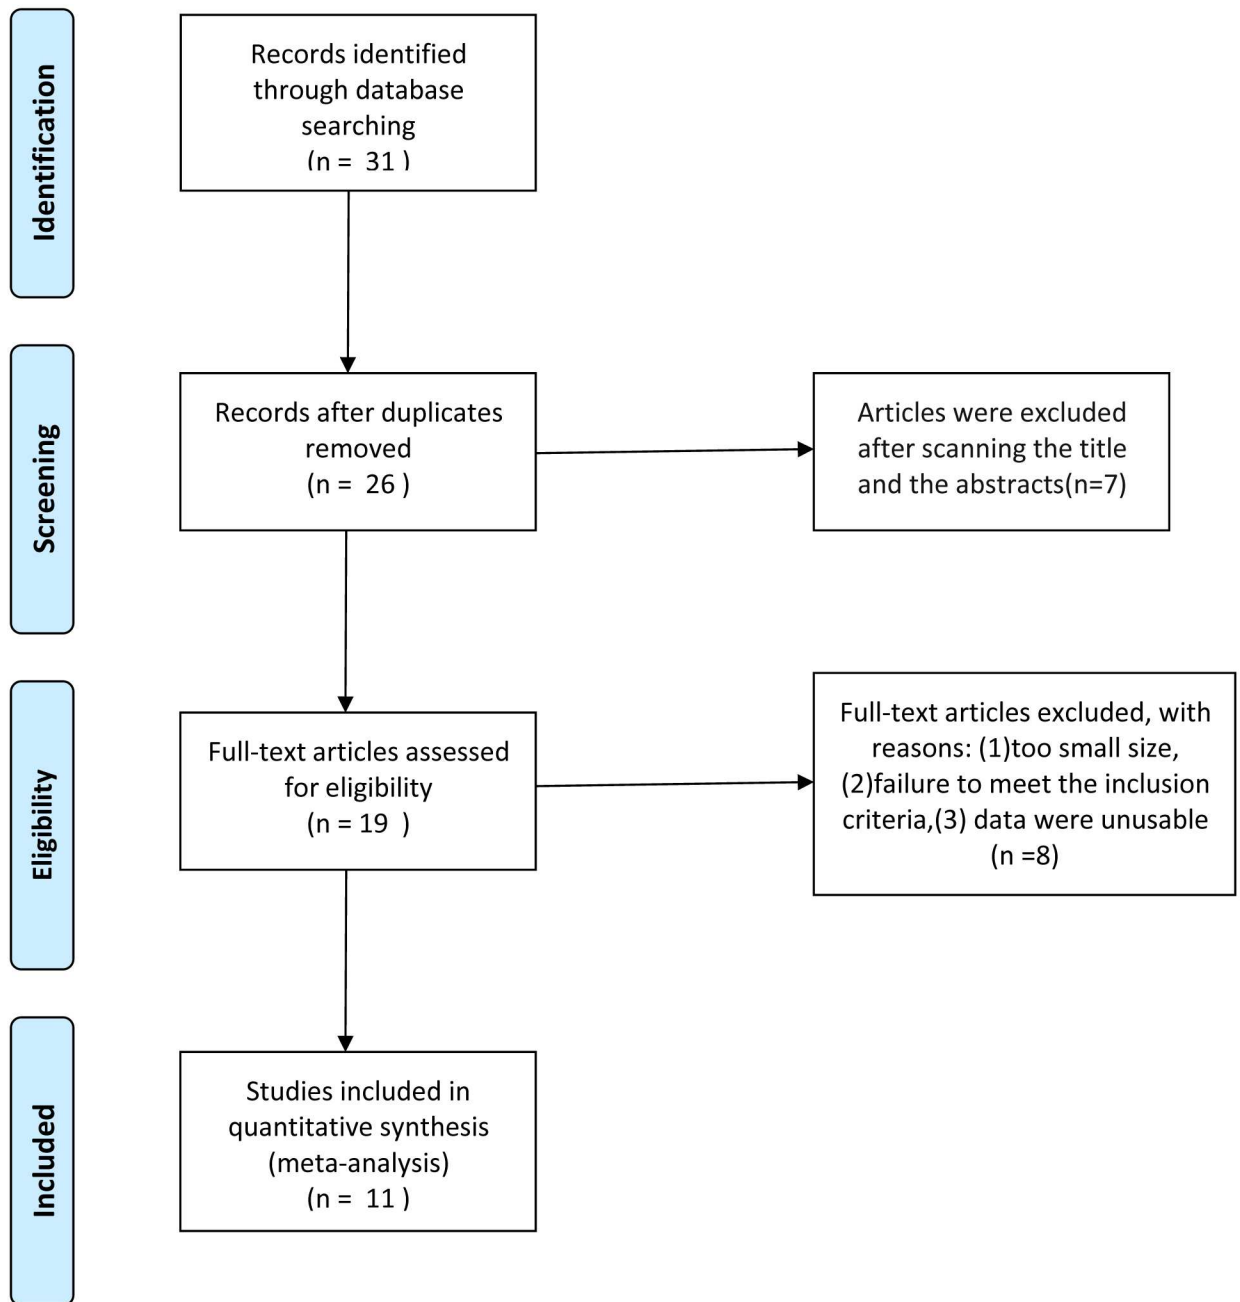 Identification
Records identified
through database
searching
(n = 31 )
Screening
Records after duplicates
removed
(n = 26 )
Articles were excluded
after scanning the title
and the abstracts(n=7)
Eligibility
Full-text articles assessed
for eligibility
(n = 19 )
Full-text articles excluded, with
reasons: (1)too small size,
(2)failure to meet the inclusion
criteria,(3) data were unusable
(n =8)
Included
Studies included in
quantitative synthesis
(meta-analysis)
(n = 11 )